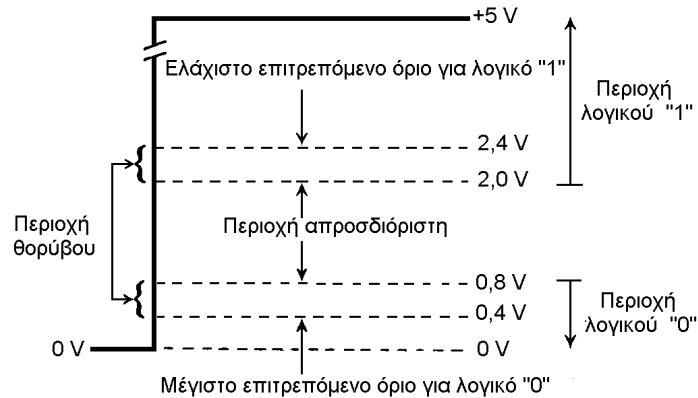 +5 V
Ελάχιστο επιτρεπόμενο όριο για λογικό "1"
Περιοχή
λογικού "1"
2,4 V
2,0 V
Περιοχή
θορύβου
Περιοχή απροσδιόριστη
0,8 V
0,4 V
Περιοχή
λογικού "0"
0 V
0 V
Μέγιστο επιτρεπόμενο όριο για λογικό "0"